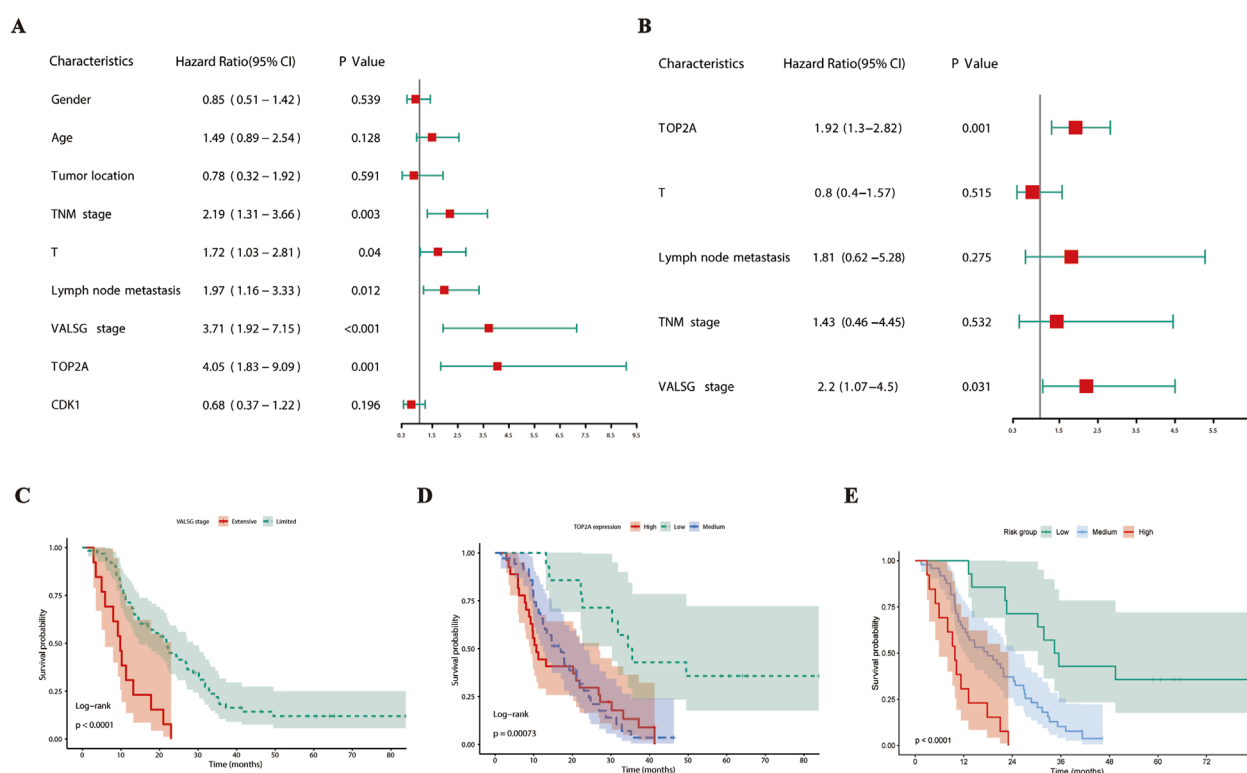 A
Characteristics Hazard Ratio(95% CI) P Value
Gender 0.85 ( 0.51 – 1.42) 0.539
Age 1.49 ( 0.89 – 2.54) 0.128
Tumor location 0.78 ( 0.32 – 1.92) 0.591
TNM stage 2.19 ( 1.31 – 3.66) 0.003
T 1.72 ( 1.03 – 2.81) 0.04
Lymph node metastasis 1.97 ( 1.16 – 3.33) 0.012
VALSG stage 3.71 ( 1.92 – 7.15) <0.001
TOP2A 4.05 ( 1.83 – 9.09) 0.001
CDK1 0.68 ( 0.37 – 1.22) 0.196
0.3 1.5 2.5 3.5 4.5 5.5 6.5 7.5 8.5 9.5
B
Characteristics Hazard Ratio(95% CI) P Value
TOP2A 1.92 (1.3–2.82) 0.001
T 0.8 (0.4–1.57) 0.515
Lymph node metastasis 1.81 (0.62 –5.28) 0.275
TNM stage 1.43 (0.46 –4.45) 0.532
VALSG stage 2.2 (1.07–4.5) 0.031
0.3 1.5 2.5 3.5 4.5 5.5
C
VALSG stage Extensive Limited
Survival probability
1.00
0.75
0.50
0.25
0.00
Log–rank
p < 0.0001
0 10 20 30 40 50 60 70 80
Time (months)
D
TOP2A expression High Low Medium
Survival probability
1.00
0.75
0.50
0.25
0.00
Log–rank
p = 0.00073
0 10 20 30 40 50 60 70 80
Time (months)
E
Risk group Low Medium High
Survival probability
1.00
0.75
0.50
0.25
0.00
p < 0.0001
0 12 24 36 48 60 72
Time (months)